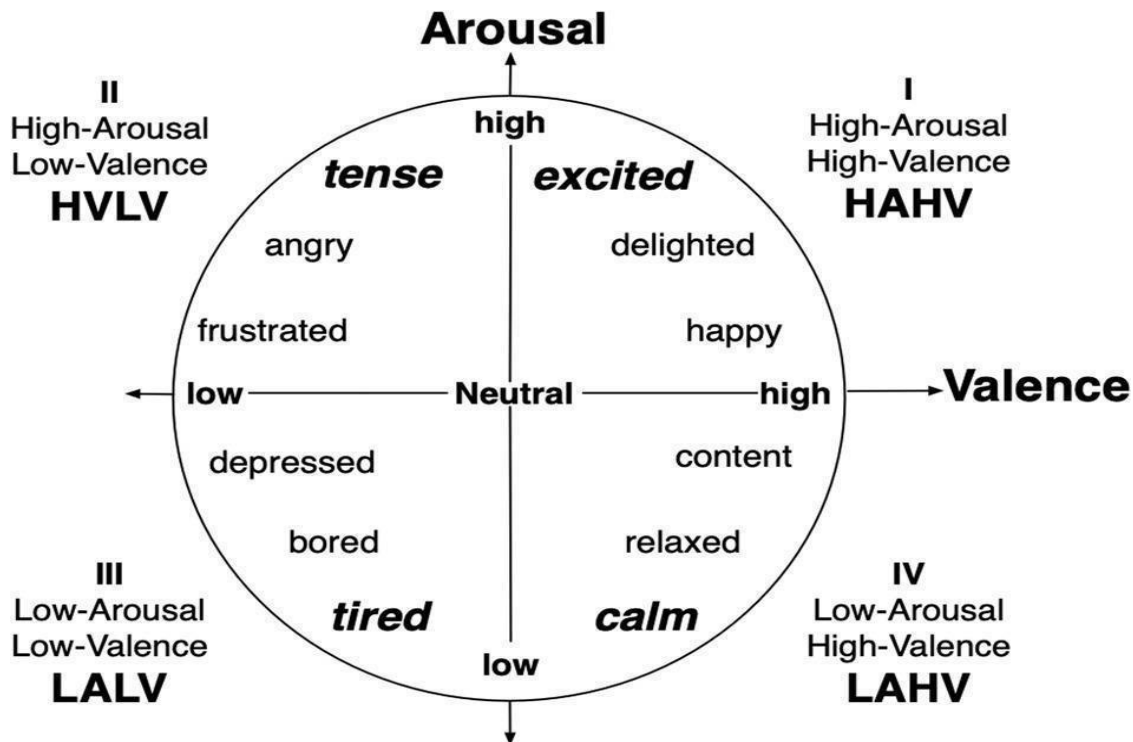 Arousal
II
High-Arousal
Low-Valence
HVLV
I
High-Arousal
High-Valence
HAHV
high
tense
excited
angry
delighted
frustrated
happy
low
Neutral
high
Valence
depressed
content
bored
relaxed
tired
calm
low
III
Low-Arousal
Low-Valence
LALV
IV
Low-Arousal
High-Valence
LAHV